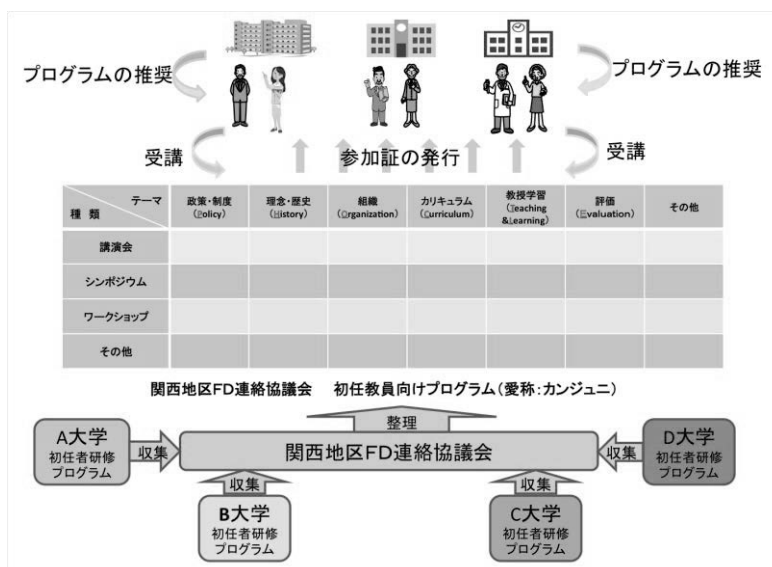 プログラムの推奨
プログラムの推奨
受講
参加証の発行
受講
テーマ
種 類
政策・制度
(Policy)
理念・歴史
(History)
組織
(Organization)
カリキュラム
(Curriculum)
教授学習
(Teaching
&Learning)
評価
(Evaluation)
その他
講演会
シンポジウム
ワークショップ
その他
関西地区FD連絡協議会 初任教員向けプログラム(愛称:カンジュニ)
整理
A大学
初任者研修
プログラム
収集
関西地区FD連絡協議会
収集
D大学
初任者研修
プログラム
収集
B大学
初任者研修
プログラム
収集
C大学
初任者研修
プログラム